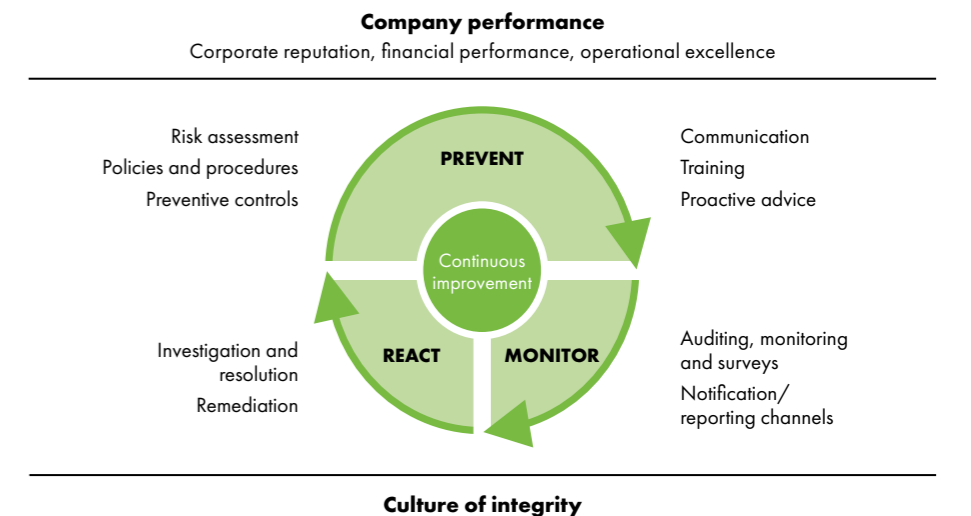 Company performance
Corporate reputation, financial performance, operational excellence
Risk assessment
Policies and procedures
Preventive controls
PREVENT
Communication
Training
Proactive advice
Continuous
improvement
Investigation and
resolution
Remediation
REACT
MONITOR
Auditing, monitoring
and surveys
Notification/
reporting channels
Culture of integrity